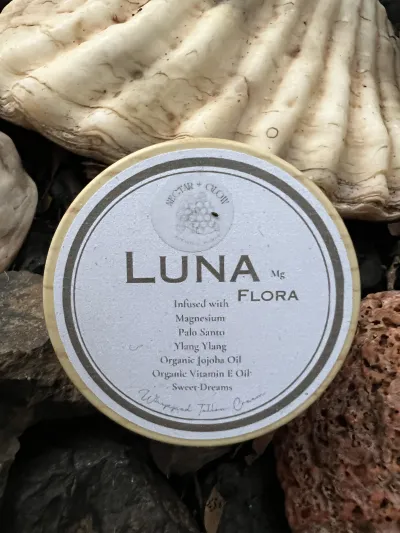 NECTAR + GLOW
LUNA Mg
FLORA
Infused with
Magnesium
Palo Santo
Ylang Ylang
Organic Jojoba Oil
Organic Vitamin E Oil
Sweet Dreams
Whipped Tallow Cream